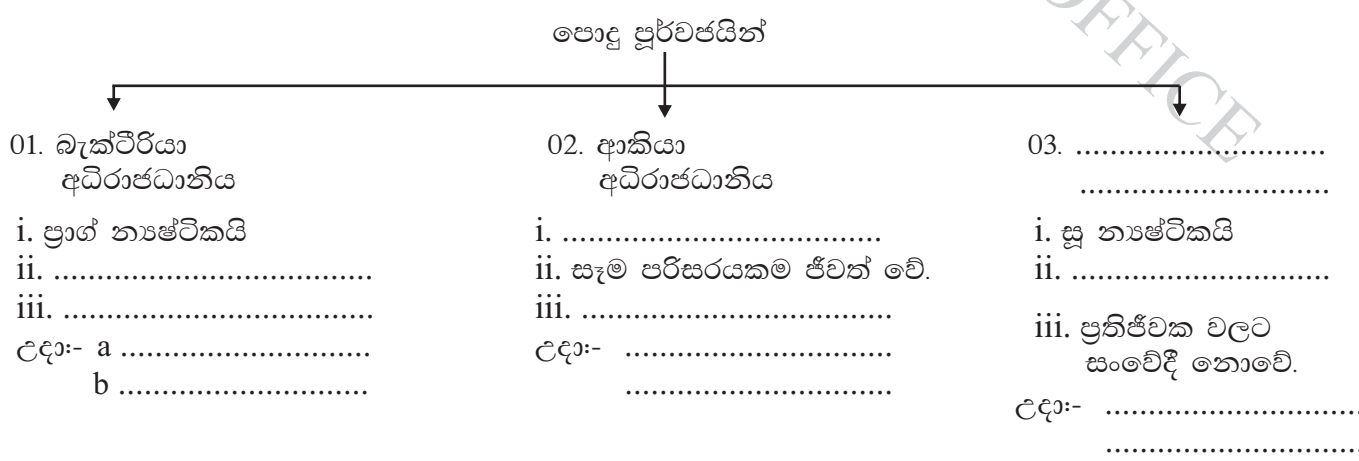 OFFICE
පොදු පූර්වජයින්
01. බැක්ටීරියා
අධිරාජධානිය
i. ප්‍රාග් න්‍යෂ්ටිකයි
ii. ...................................
iii. ..................................
උදා:- a ...........................
b ...........................
02. ආකියා
අධිරාජධානිය
i. ...................................
ii. සෑම පරිසරයකම ජීවත් වේ.
iii. ...................................
උදා:- .............................
.............................
03. ...........................
...........................
i. සූ න්‍යෂ්ටිකයි
ii. ............................
iii. ප්‍රතිජීවක වලට
සංවේදී නොවේ.
උදා:- ............................
............................